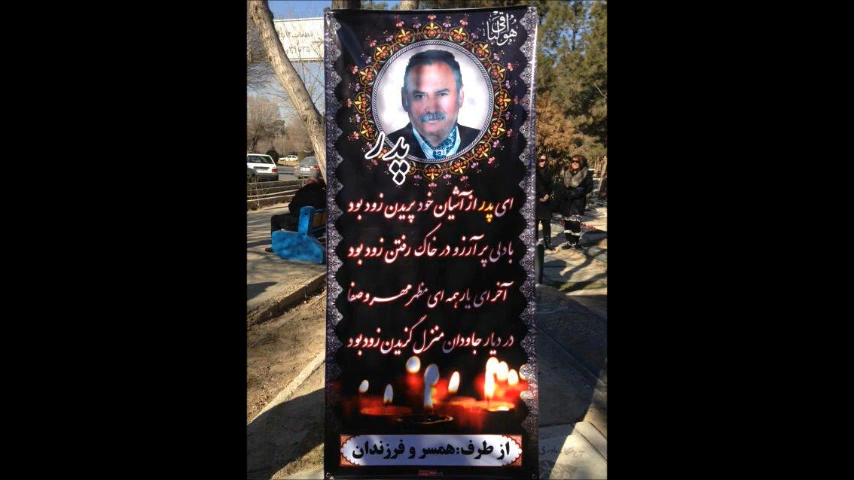 هوالباقی
پدر
ای پدر از آشیان خود پریدن زود بود
با دلی پر آرزو در خاک رفتن زود بود
آخر ای یار همه ای مظهر مهر و صفا
در دیار جاودان منزل گزیدن زود بود
از طرف: همسر و فرزندان